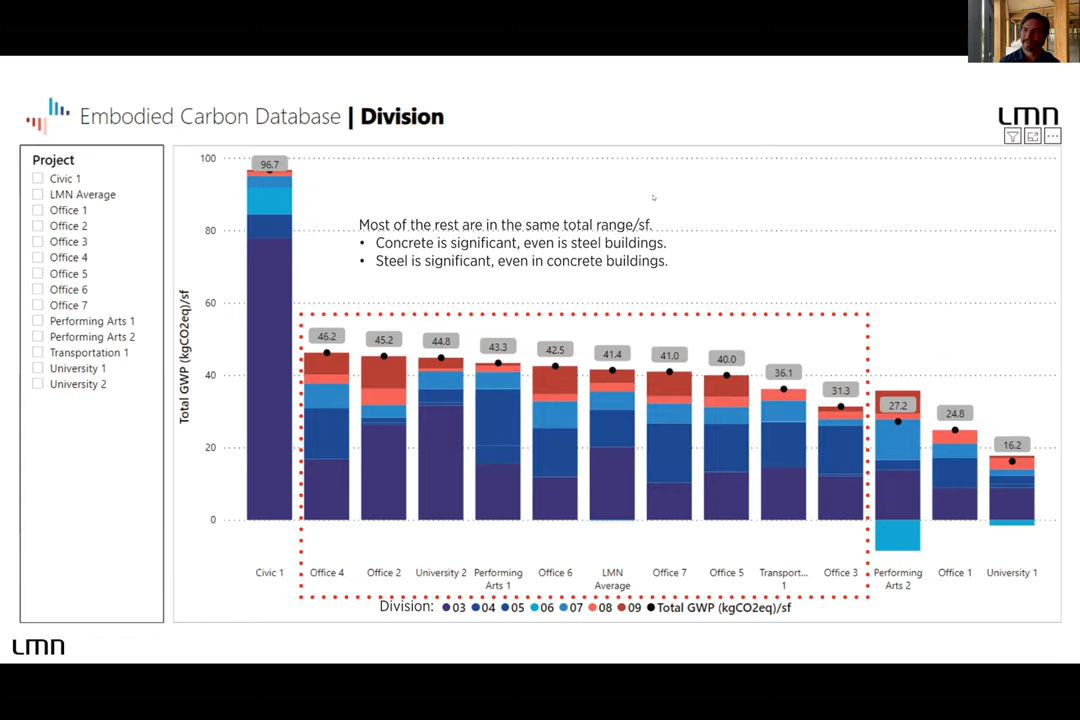 Embodied Carbon Database | Division
LMN
Project
Civic 1
LMN Average
Office 1
Office 2
Office 3
Office 4
Office 5
Office 6
Office 7
Performing Arts 1
Performing Arts 2
Transportation 1
University 1
University 2
Most of the rest are in the same total range/sf.
• Concrete is significant, even is steel buildings.
• Steel is significant, even in concrete buildings.
Total GWP (kgCO2eq)/sf
100
80
60
40
20
0
96.7
46.2
45.2
44.8
43.3
42.5
41.4
41.0
40.0
36.1
31.3
27.2
24.8
16.2
Civic 1
Office 4
Office 2
University 2
Performing
Arts 1
Office 6
LMN
Average
Office 7
Office 5
Transport...
1
Office 3
Performing
Arts 2
Office 1
University 1
Division: 03 04 05 06 07 08 09 Total GWP (kgCO2eq)/sf
LMN